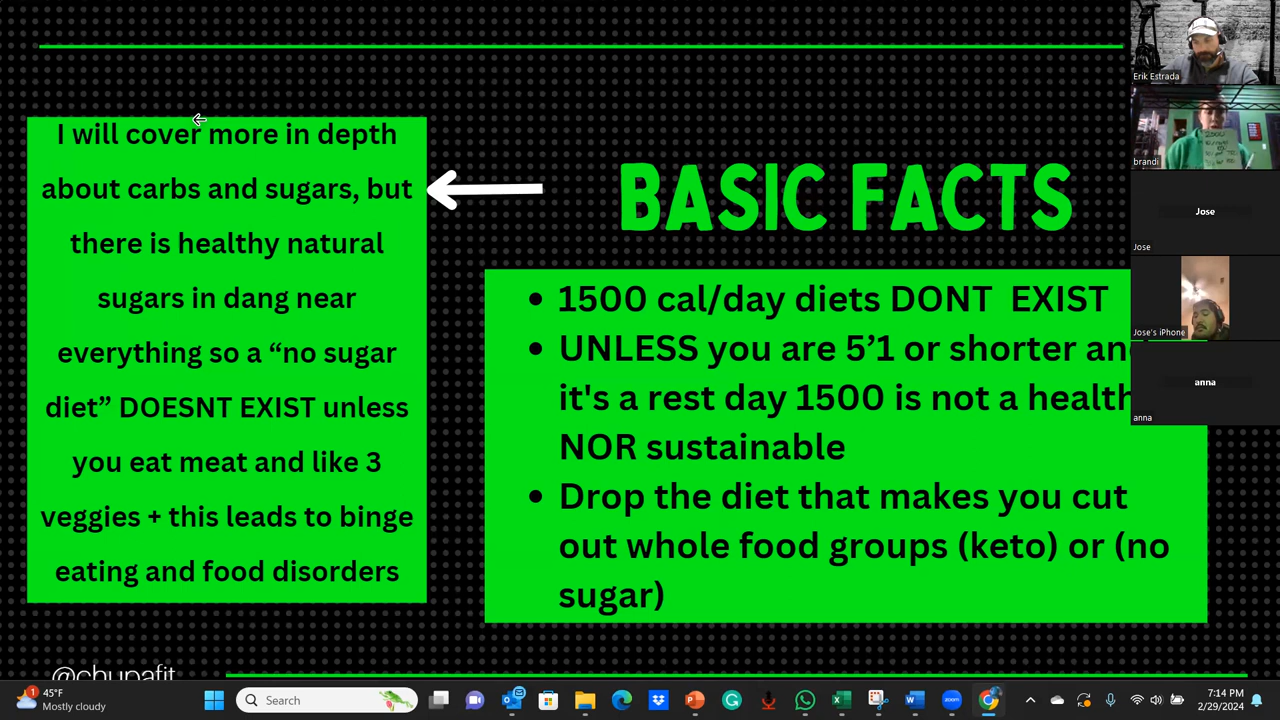 I will cover more in depth
about carbs and sugars, but
there is healthy natural
sugars in dang near
everything so a “no sugar
diet” DOESNT EXIST unless
you eat meat and like 3
veggies + this leads to binge
eating and food disorders
BASIC FACTS
• 1500 cal/day diets DONT EXIST
• UNLESS you are 5’1 or shorter an
it's a rest day 1500 is not a health
NOR sustainable
• Drop the diet that makes you cut
out whole food groups (keto) or (no
sugar)
@chupafit
Erik Estrada
brandi
Jose
Jose
Jose's iPhone
anna
anna
1
45°F
Mostly cloudy
Search
zoom
7:14 PM
2/29/2024